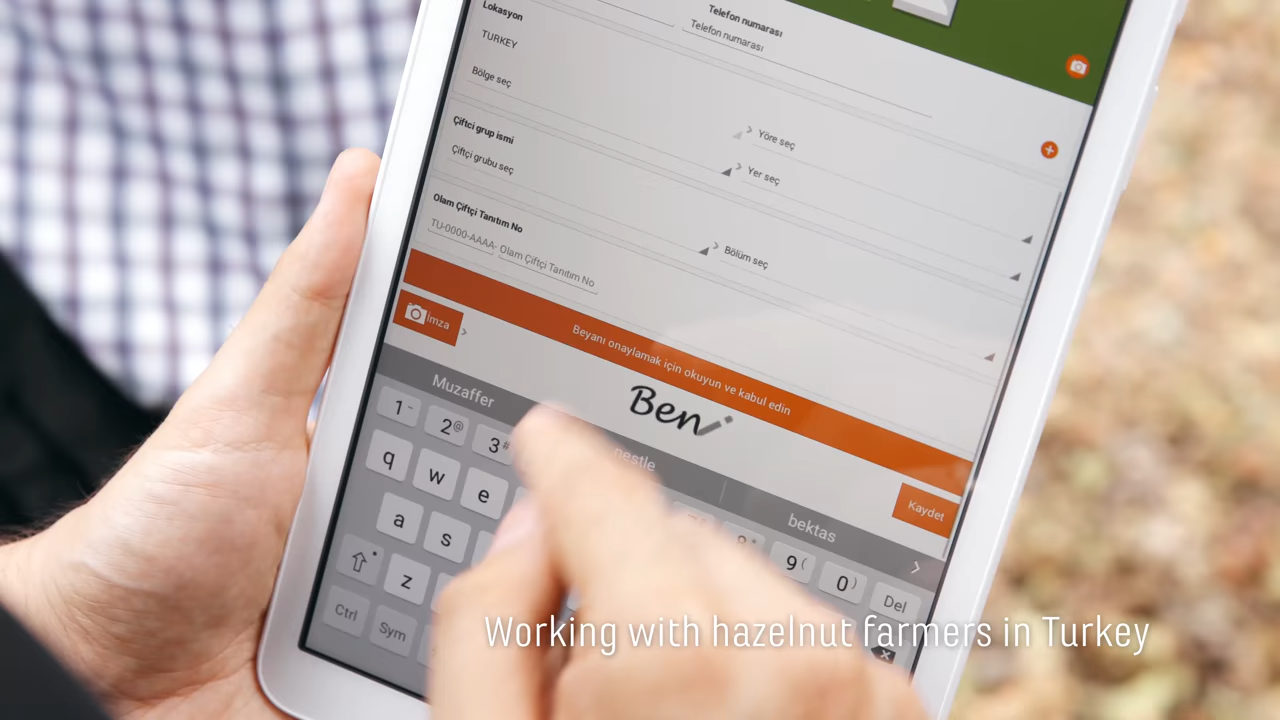 Telefon numarası
Telefon numarası
Lokasyon
TURKEY
Bölge seç
Yöre seç
Çiftci grup ismi
Yer seç
Çiftçi grubu seç
Olam Çiftçi Tanıtım No
Bölüm seç
TU-0000-AAAA- Olam Çiftçi Tanıtım No
Beyanı onaylamak için okuyun ve kabul edin
İmza
Ben
Kaydet
Muzaffer
nestle
bektas
1 -
2 @
3 #
9 (
0 )
Del
q w e
a s
z
Ctrl Sym
Working with hazelnut farmers in Turkey